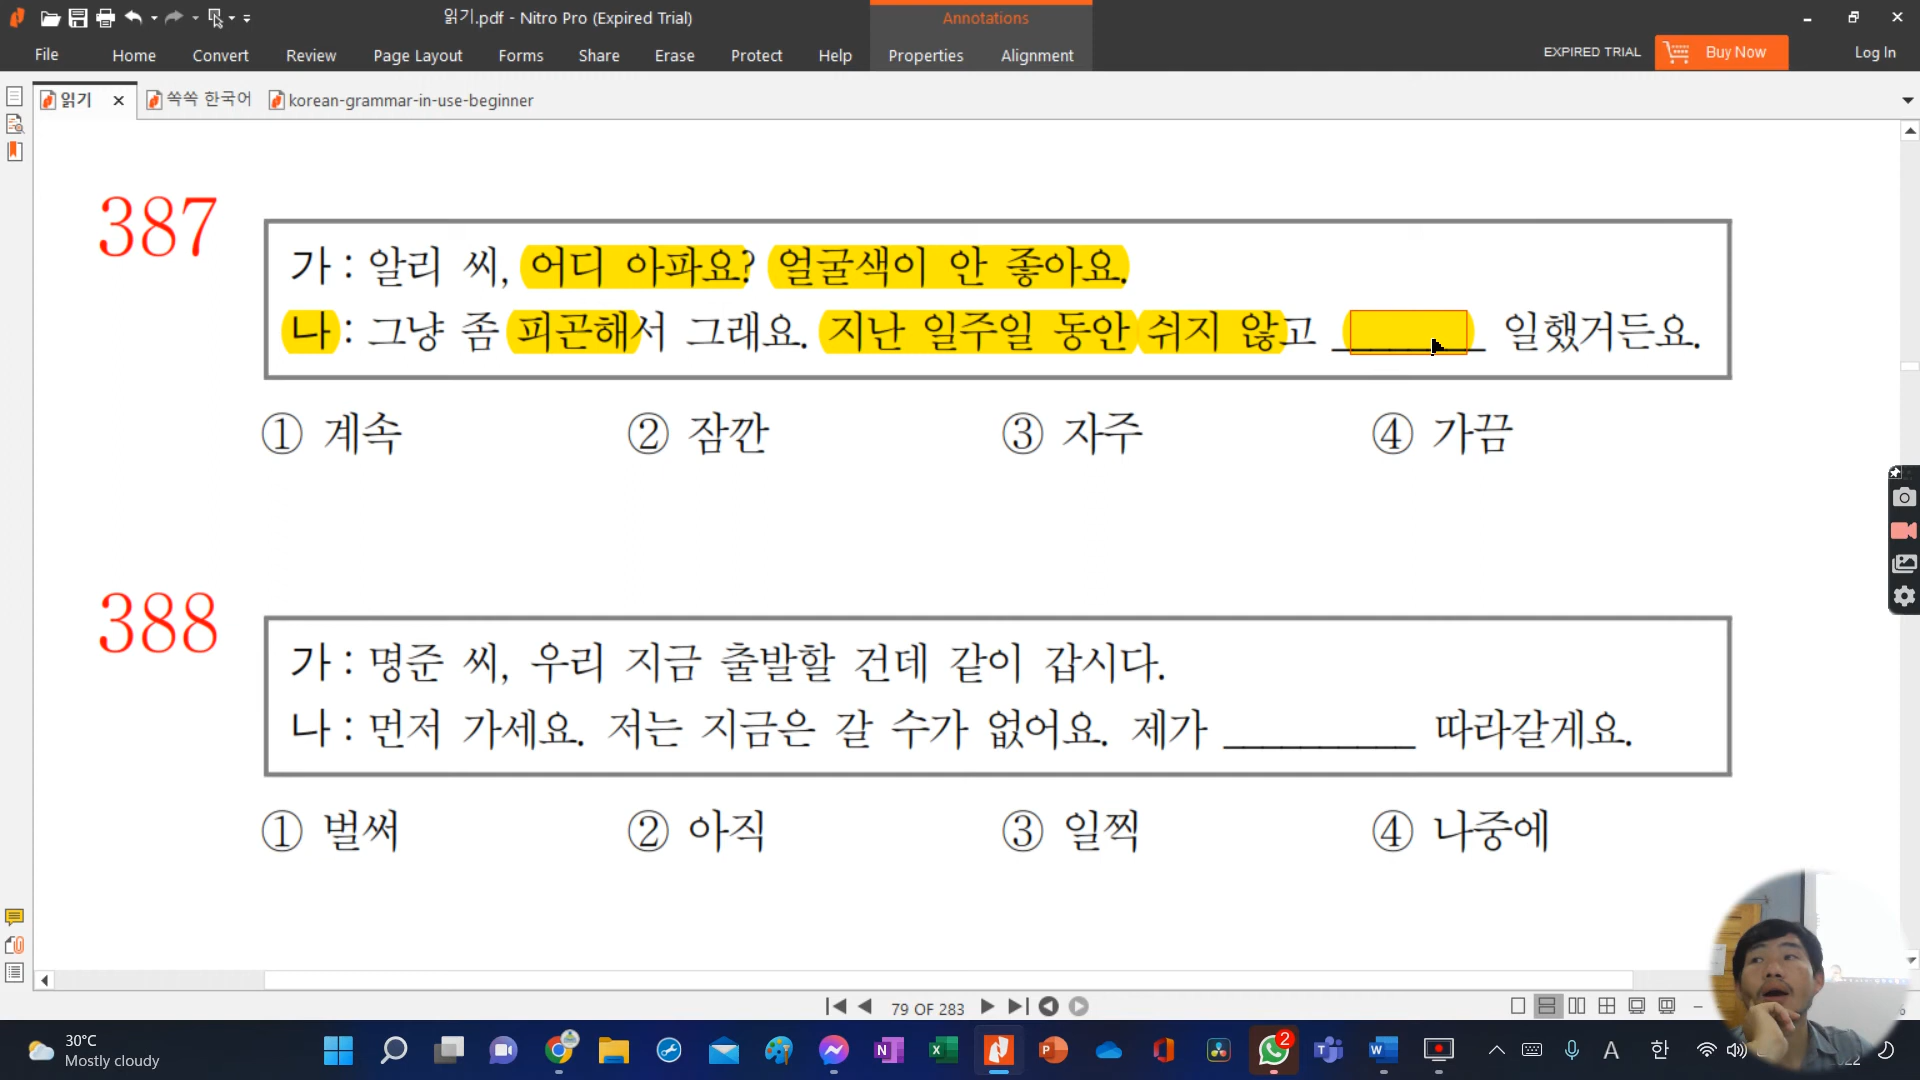 읽기.pdf - Nitro Pro (Expired Trial)
Annotations
File Home Convert Review Page Layout Forms Share Erase Protect Help Properties Alignment
EXPIRED TRIAL Buy Now Log In
읽기 쏙쏙 한국어 korean-grammar-in-use-beginner
387
가 : 알리 씨, 어디 아파요? 얼굴색이 안 좋아요.
나 : 그냥 좀 피곤해서 그래요. 지난 일주일 동안 쉬지 않고 ________ 일했거든요.
① 계속 ② 잠깐 ③ 자주 ④ 가끔
388
가 : 명준 씨, 우리 지금 출발할 건데 같이 갑시다.
나 : 먼저 가세요. 저는 지금은 갈 수가 없어요. 제가 __________ 따라갈게요.
① 벌써 ② 아직 ③ 일찍 ④ 나중에
79 OF 283
30°C
Mostly cloudy
2
A 한